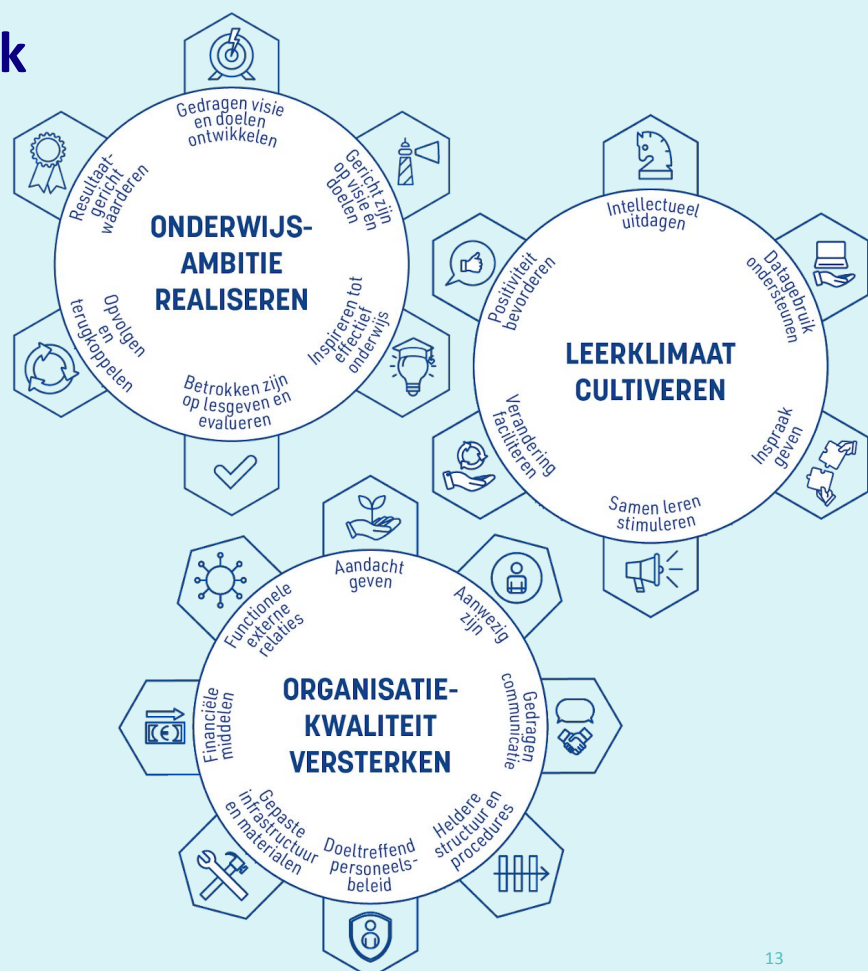 k
Gedragen visie
en doelen
ontwikkelen
Gericht zijn
op visie en
doelen
Inspireren tot
effectief
onderwijs
Betrokken zijn
op lesgeven en
evalueren
Opvolgen
en
terugkoppelen
Resultaat-
gericht
waarderen
ONDERWIJS-
AMBITIE
REALISEREN
Intellectueel
uitdagen
Datagebruik
ondersteunen
Inspraak
geven
Samen leren
stimuleren
Verandering
faciliteren
Positiviteit
bevorderen
LEERKLIMAAT
CULTIVEREN
Aandacht
geven
Aanwezig
zijn
Gedragen
communicatie
Heldere
structuur en
procedures
Doeltreffend
personeels-
beleid
Gepaste
infrastructuur
en materialen
Financiële
middelen
Functionele
externe
relaties
ORGANISATIE-
KWALITEIT
VERSTERKEN
€
13